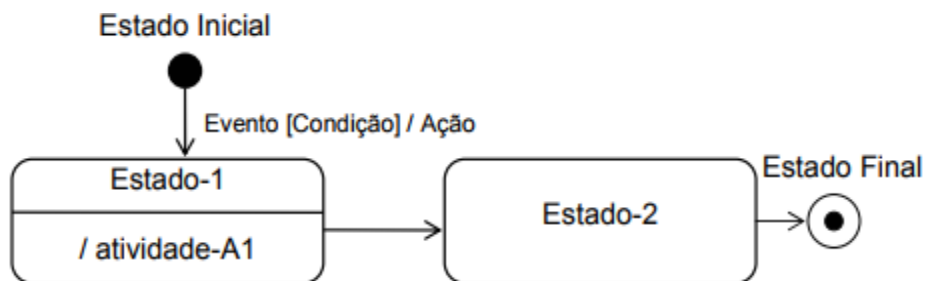 Estado Inicial
Evento [Condição] / Ação
Estado-1
/ atividade-A1
Estado-2
Estado Final